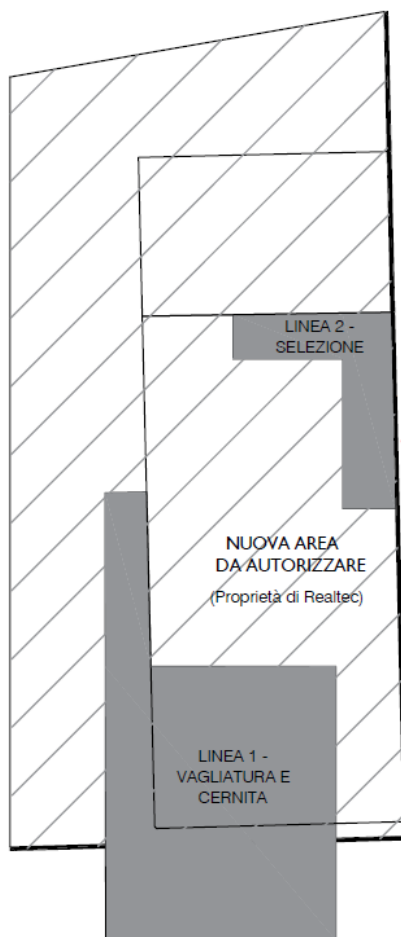 LINEA 2 -
SELEZIONE
NUOVA AREA
DA AUTORIZZARE
(Proprietà di Realtec)
LINEA 1 -
VAGLIATURA E
CERNITA